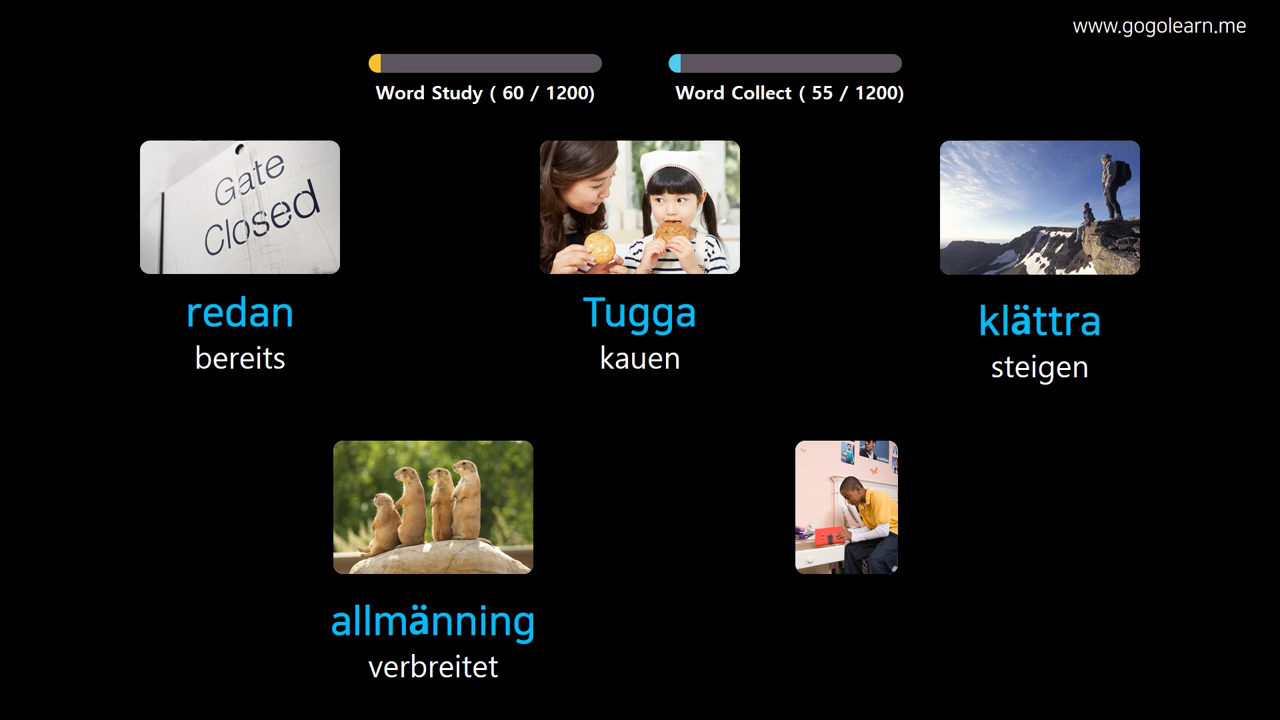 www.gogolearn.me
Word Study ( 60 / 1200)
Word Collect ( 55 / 1200)
Gate
Closed
redan
bereits
Tugga
kauen
klättra
steigen
allmänning
verbreitet